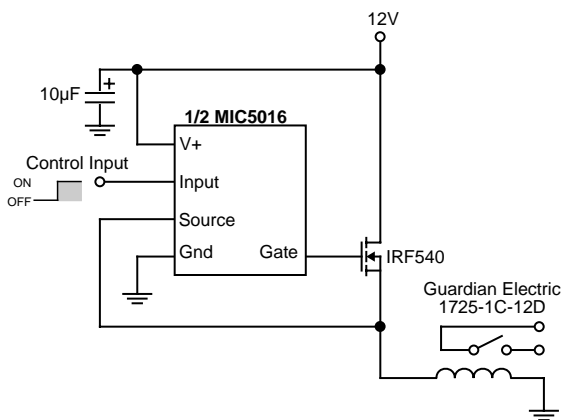 12V
+
10µF
1/2 MIC5016
V+
Control Input
ON
OFF
Input
Source
Gnd
Gate
IRF540
Guardian Electric
1725-1C-12D